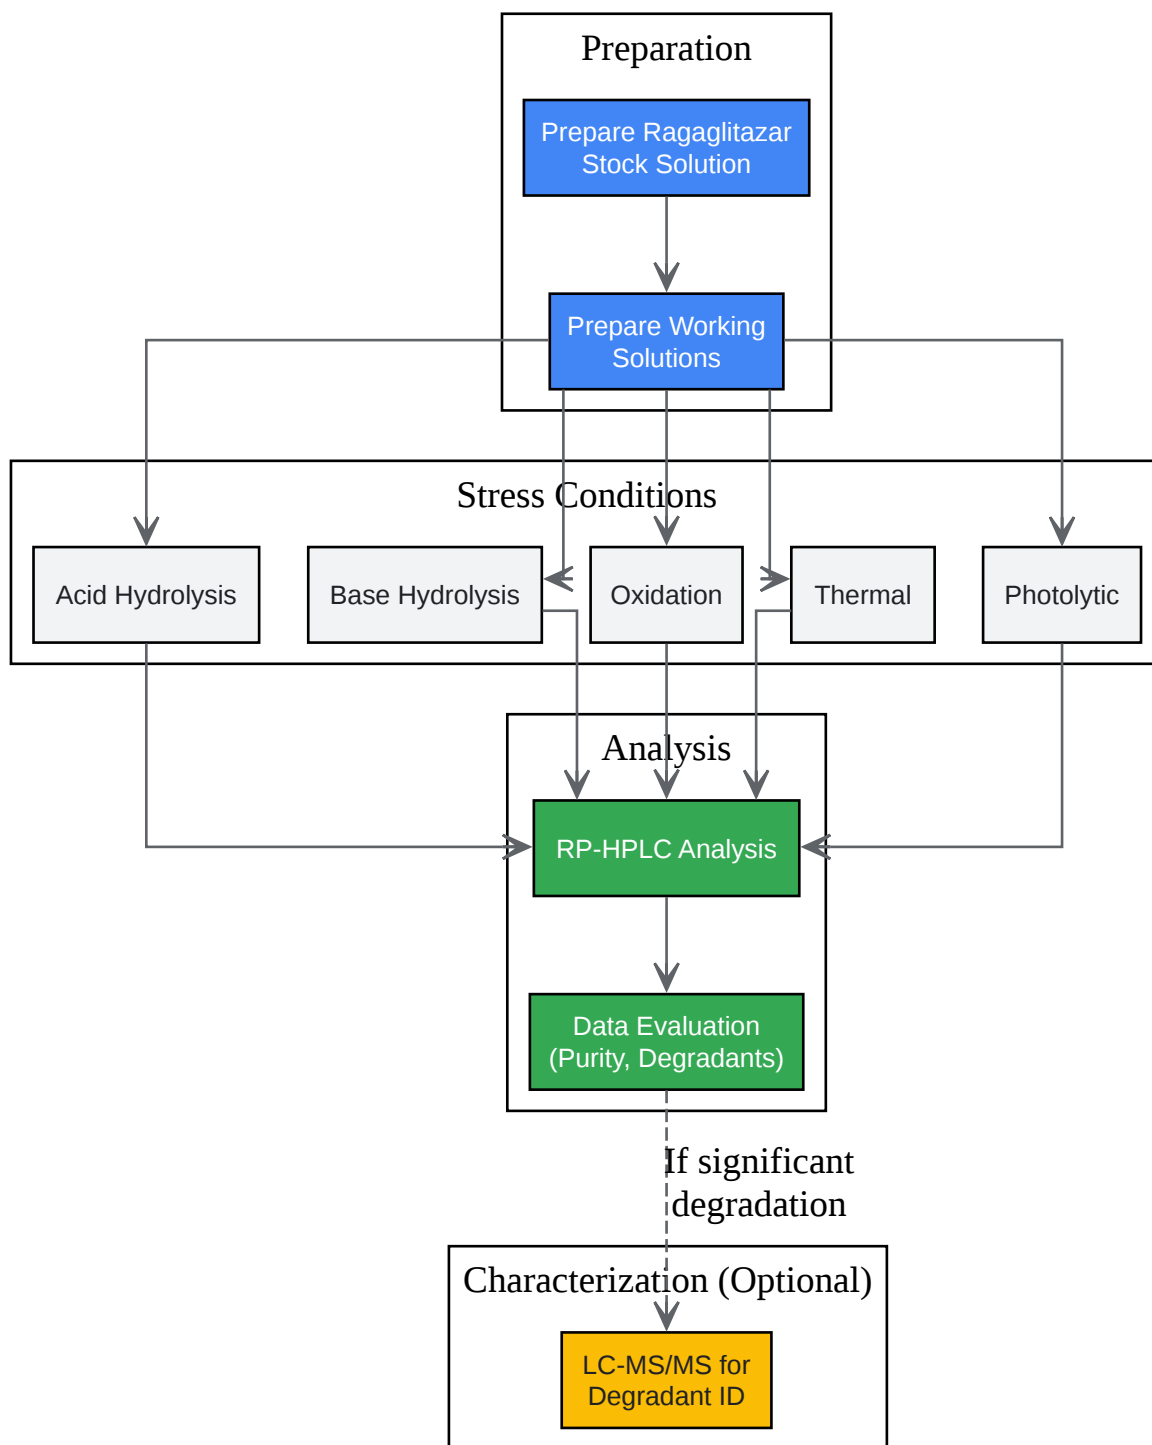 Preparation
Prepare Ragaglitazar
Stock Solution
Prepare Working
Solutions
Stress Conditions
Acid Hydrolysis
Base Hydrolysis
Oxidation
Thermal
Photolytic
Analysis
RP-HPLC Analysis
Data Evaluation
(Purity, Degradants)
If significant
degradation
Characterization (Optional)
LC-MS/MS for
Degradant ID